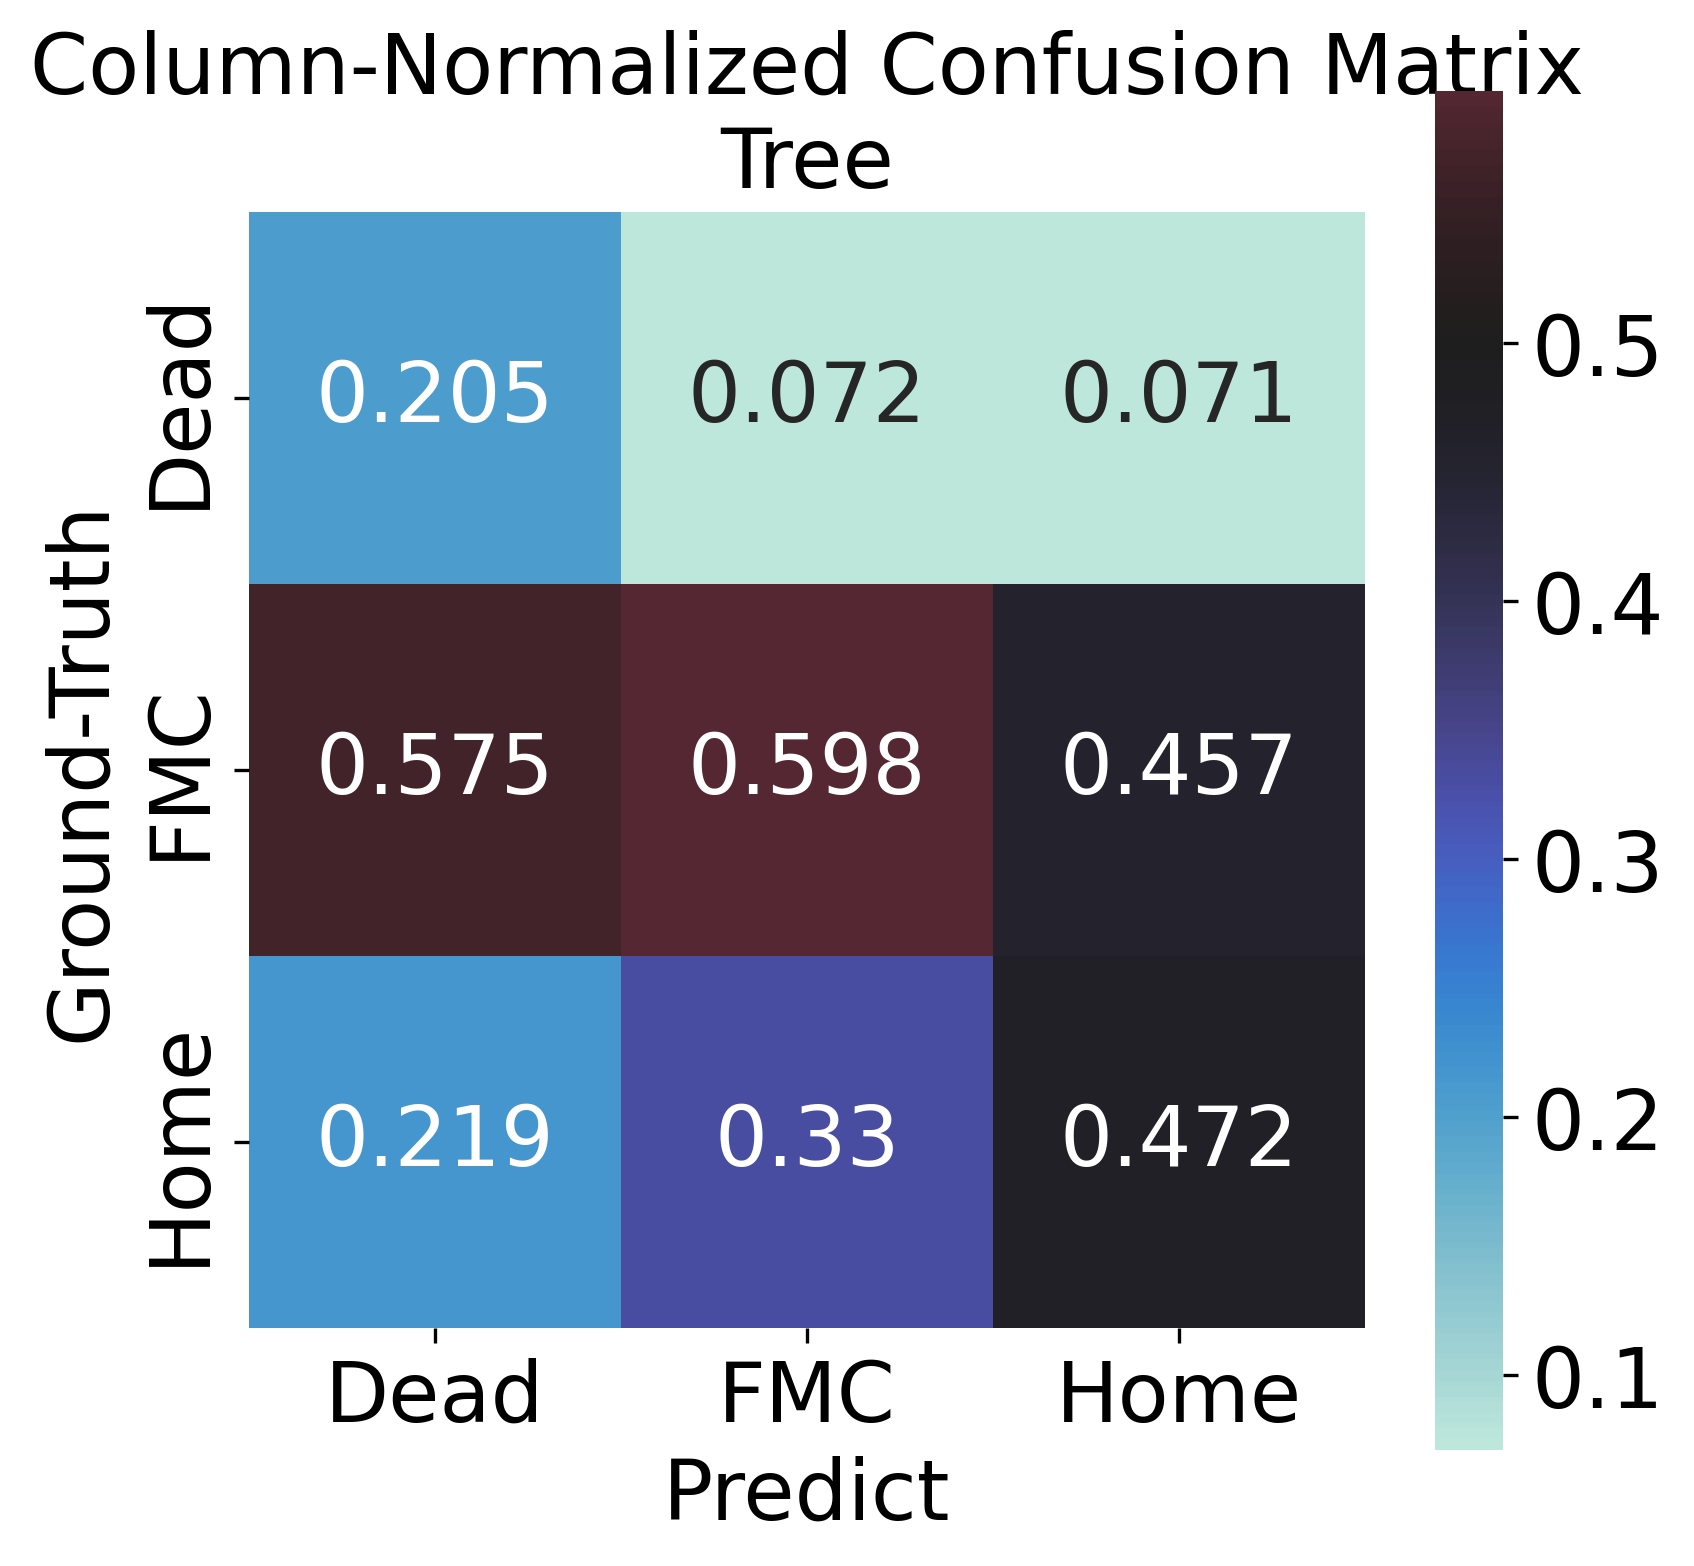 Column-Normalized Confusion Matrix
Tree
Ground-Truth
Dead
0.205 0.072 0.071
FMC
0.575 0.598 0.457
Home
0.219 0.33 0.472
Dead FMC Home
Predict
0.5
0.4
0.3
0.2
0.1